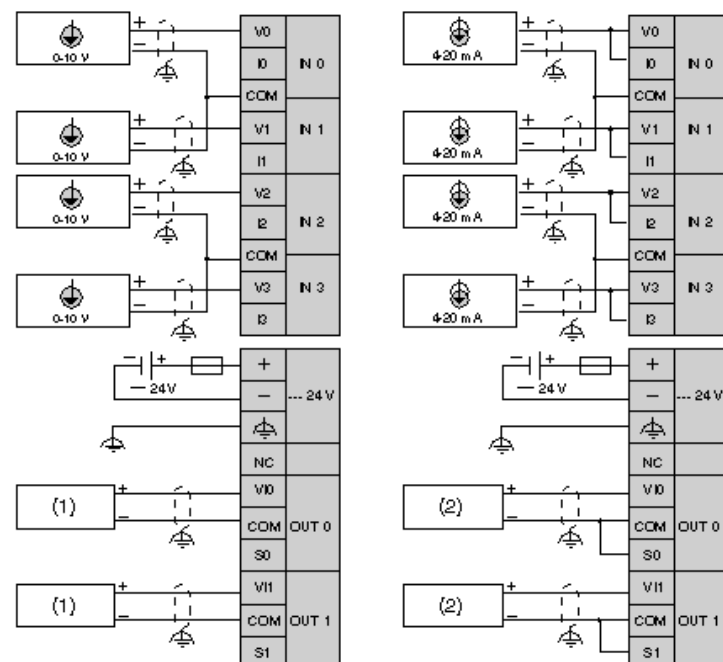 + V0
−
0-10 V I0 IN 0
COM
+ V1 IN 1
−
0-10 V I1
+ V2
−
0-10 V I2 IN 2
COM
+ V3 IN 3
−
0-10 V I3
− + +
24V − --- 24V
NC
(1) + VI0
− COM OUT 0
S0
(1) + VI1
− COM OUT 1
S1
+ V0
−
4-20 mA I0 IN 0
COM
+ V1 IN 1
−
4-20 mA I1
+ V2
−
4-20 mA I2 IN 2
COM
+ V3 IN 3
−
4-20 mA I3
− + +
24V − --- 24V
NC
(2) + VI0
− COM OUT 0
S0
(2) + VI1
− COM OUT 1
S1